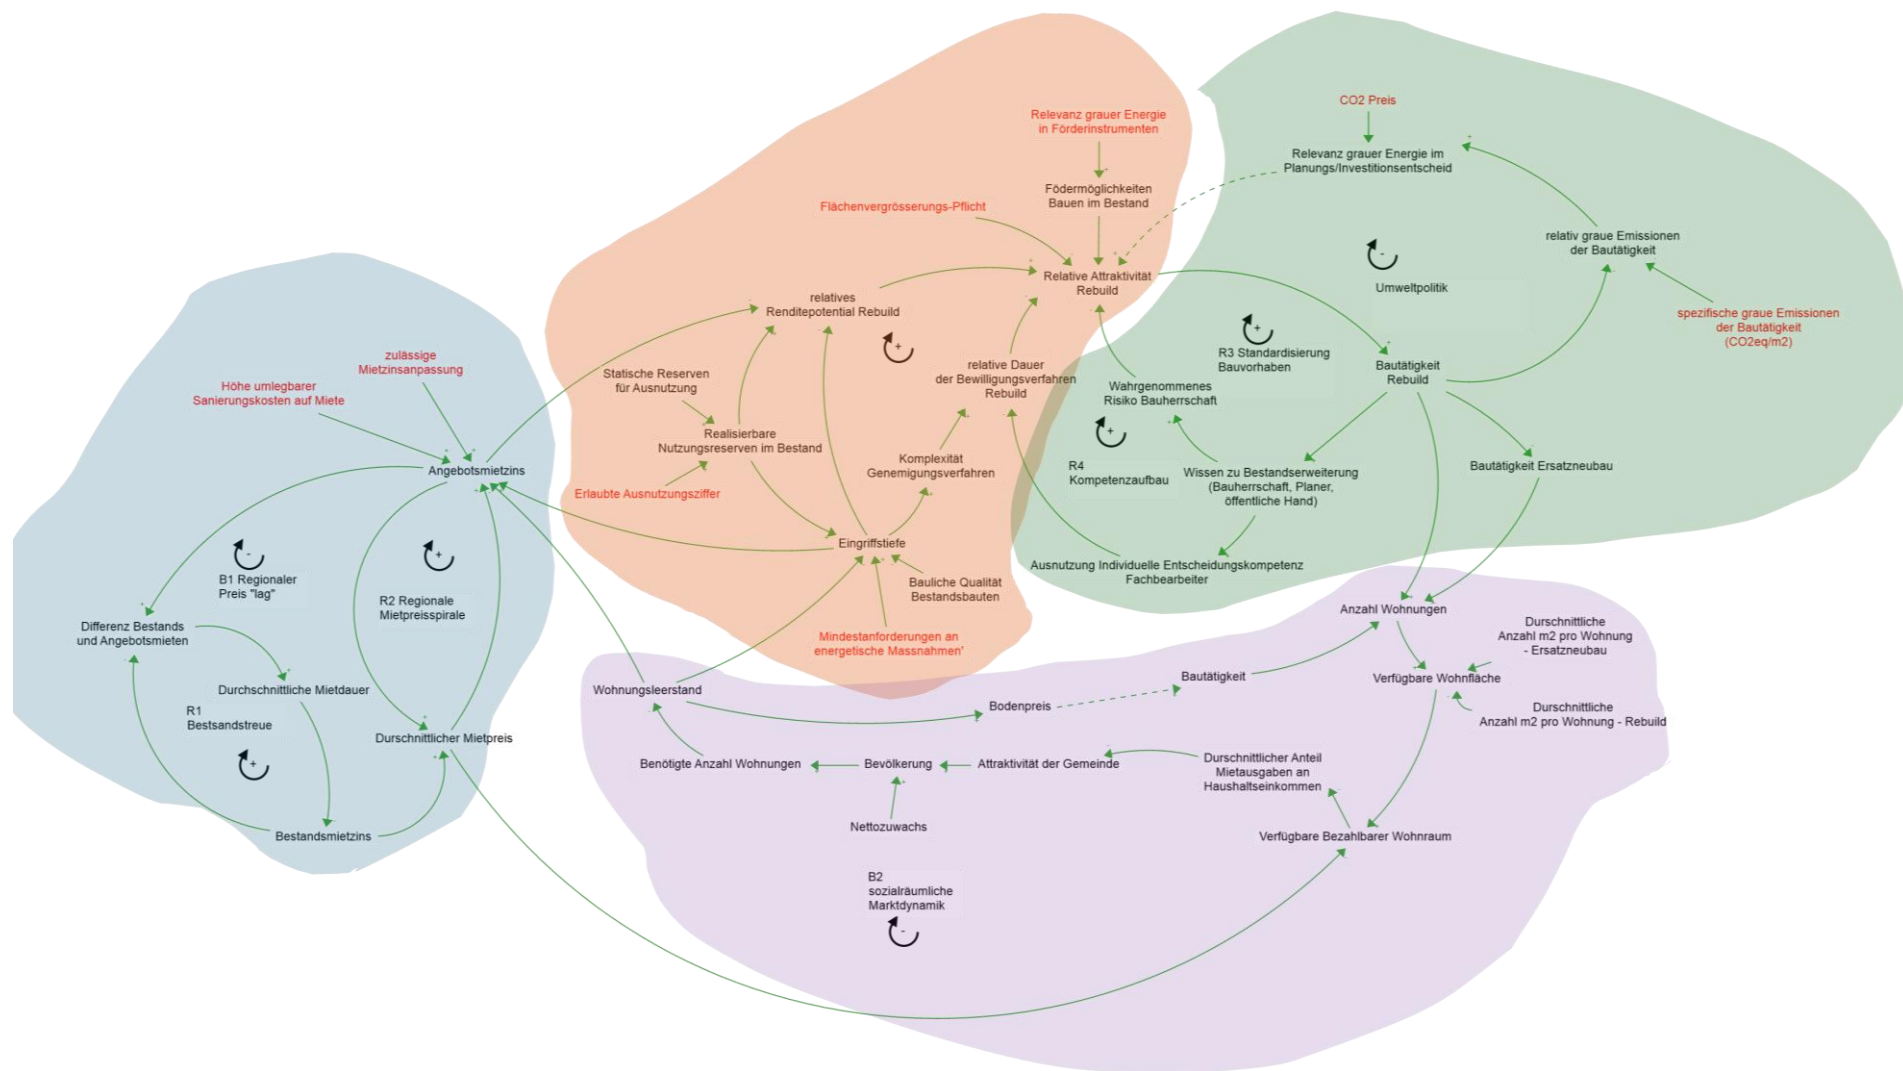 CO2 Preis
Relevanz grauer Energie
in Förderinstrumenten
Relevanz grauer Energie im
Planungs/Investitionsentscheid
Födermöglichkeiten
Bauen im Bestand
Flächenvergrösserungs-Pflicht
relativ graue Emissionen
der Bautätigkeit
Relative Attraktivität
Rebuild
Umweltpolitik
relatives
Renditepotential Rebuild
spezifische graue Emissionen
der Bautätigkeit
(CO2eq/m2)
R3 Standardisierung
Bauvorhaben
zulässige
Mietzinsanpassung
Höhe umlegbarer
Sanierungskosten auf Miete
Statische Reserven
für Ausnutzung
relative Dauer
der Bewilligungsverfahren
Rebuild
Wahrgenommenes
Risiko Bauherrschaft
Bautätigkeit
Rebuild
Realisierbare
Nutzungsreserven im Bestand
Komplexität
Genemigungsverfahren
R4
Kompetenzaufbau
Wissen zu Bestandserweiterung
(Bauherrschaft, Planer,
öffentliche Hand)
Bautätigkeit Ersatzneubau
Angebotsmietzins
Erlaubte Ausnutzungsziffer
Eingriffstiefe
Ausnutzung Individuelle Entscheidungskompetenz
Fachbearbeiter
B1 Regionaler
Preis "lag"
R2 Regionale
Mietpreisspirale
Bauliche Qualität
Bestandsbauten
Anzahl Wohnungen
Differenz Bestands
und Angebotsmieten
Mindestanforderungen an
energetische Massnahmen'
Durschnittliche
Anzahl m2 pro Wohnung
- Ersatzneubau
Durchschnittliche Mietdauer
Wohnungsleerstand
Bautätigkeit
Verfügbare Wohnfläche
R1
Bestsandstreue
Bodenpreis
Durschnittliche
Anzahl m2 pro Wohnung - Rebuild
Durschnittlicher Mietpreis
Benötigte Anzahl Wohnungen
Bevölkerung
Attraktivität der Gemeinde
Durschnittlicher Anteil
Mietausgaben an
Haushaltseinkommen
Bestandsmietzins
Nettozuwachs
Verfügbare Bezahlbarer Wohnraum
B2
sozialräumliche
Marktdynamik